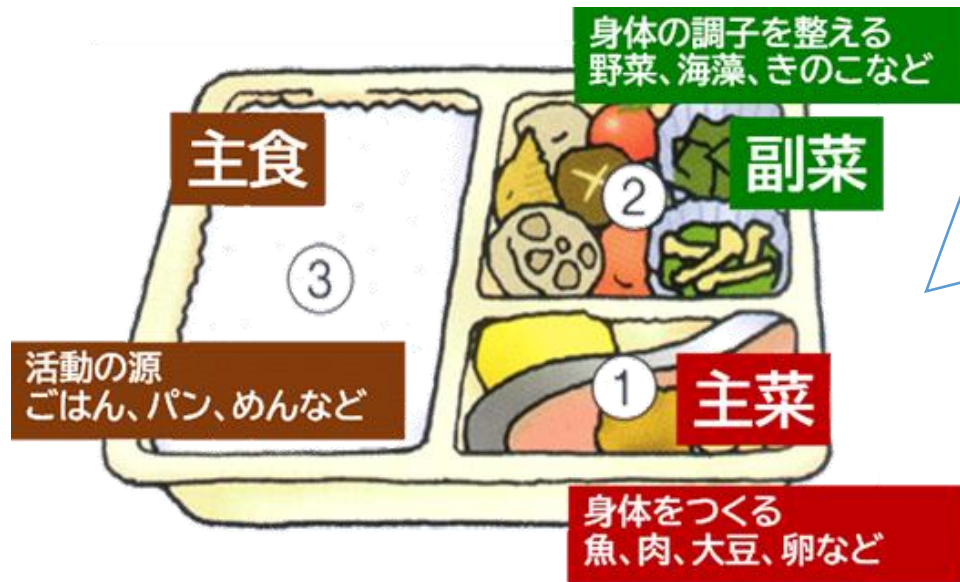 身体の調子を整える
野菜、海藻、きのこなど
主食
副菜
②
③
活動の源
ごはん、パン、めんなど
①
主菜
身体をつくる
魚、肉、大豆、卵など